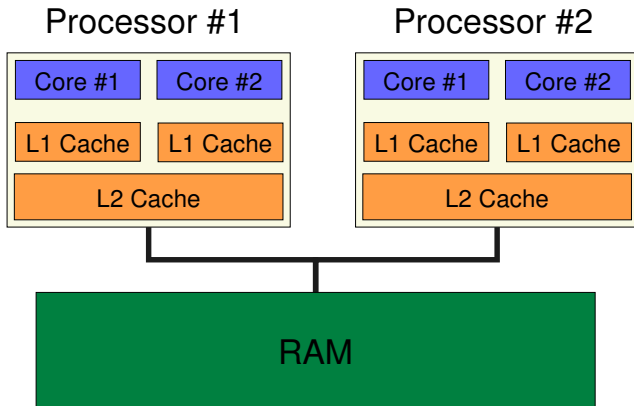 Processor #1 Processor #2
Core #1 Core #2 Core #1 Core #2
L1 Cache L1 Cache L1 Cache L1 Cache
L2 Cache L2 Cache
RAM